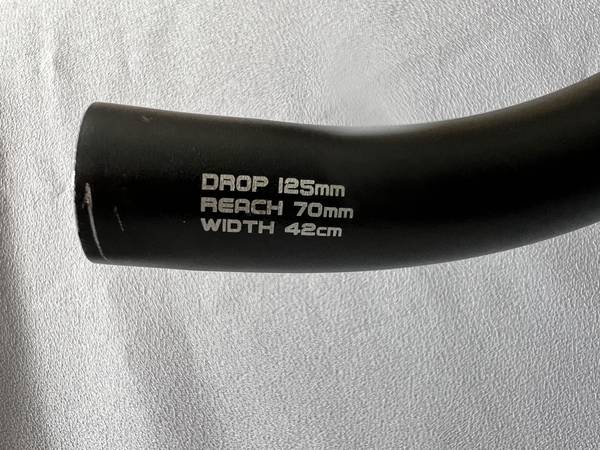 DROP 125mm
REACH 70mm
WIDTH 42cm